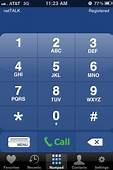 AT&T 3G 11:23 AM
netTALK Registered
1 2 3
ABC DEF
4 5 6
GHI JKL MNO
7 8 9
PQRS TUV WXYZ
* 0 #
Call
Favorites Recents Numpad Contacts Settings